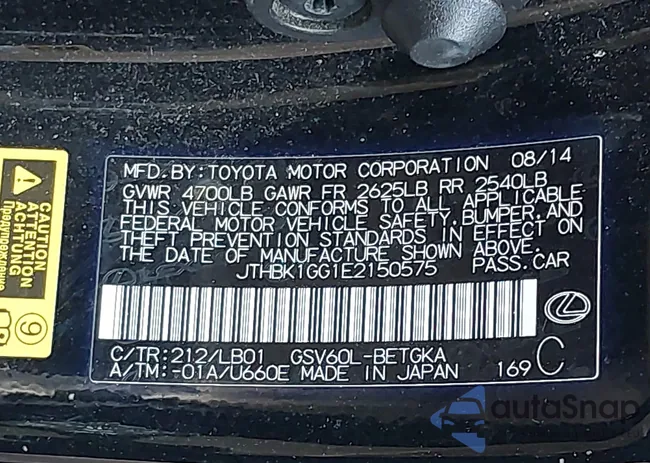 MFD. BY: TOYOTA MOTOR CORPORATION 08/14
GVWR 4700LB GAWR FR 2625LB RR 2540LB
THIS VEHICLE CONFORMS TO ALL APPLICABLE
FEDERAL MOTOR VEHICLE SAFETY, BUMPER, AND
THEFT PREVENTION STANDARDS IN EFFECT ON
THE DATE OF MANUFACTURE SHOWN ABOVE.
JTHBK1GG1E2150575 PASS. CAR
C/TR: 212/LB01 GSV60L-BETGKA
A/TM: -01A/U660E MADE IN JAPAN 169 C
CAUTION
ATTENTION
ACHTUNG
Предупреждение
9
autoSnap